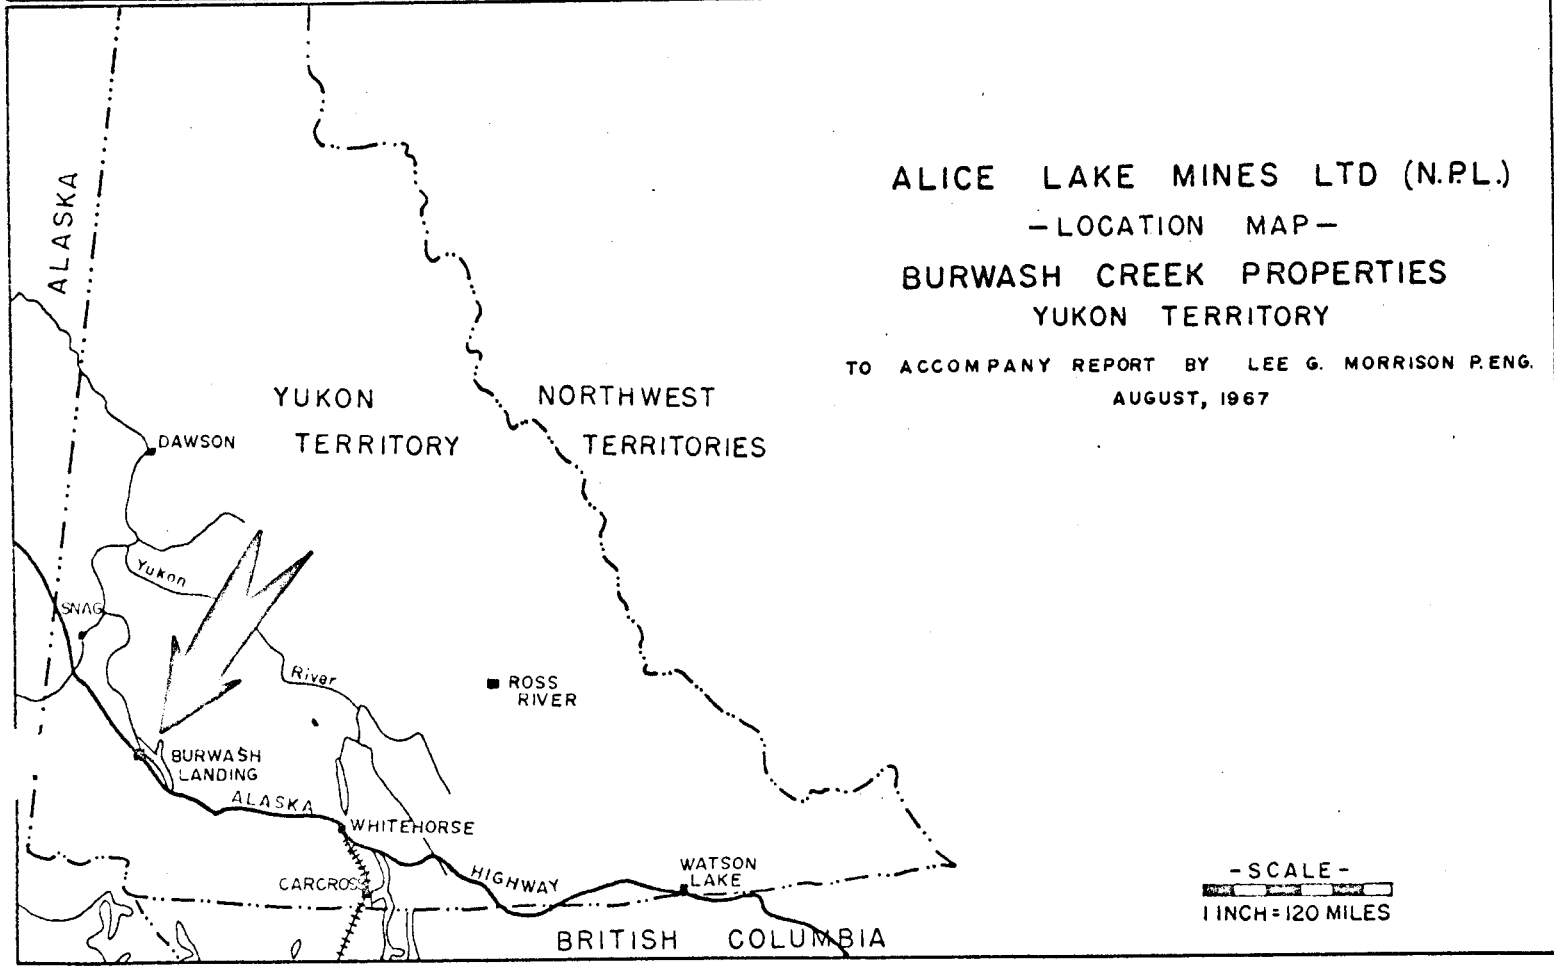 ALICE LAKE MINES LTD (N.P.L.)
-LOCATION MAP-
BURWASH CREEK PROPERTIES
YUKON TERRITORY
TO ACCOMPANY REPORT BY LEE G. MORRISON P.ENG.
AUGUST, 1967
ALASKA
YUKON
TERRITORY
NORTHWEST
TERRITORIES
DAWSON
Yukon
SNAG
River
ROSS
RIVER
BURWASH
LANDING
ALASKA
WHITEHORSE
CARCROSS
HIGHWAY
WATSON
LAKE
BRITISH COLUMBIA
-SCALE-
1 INCH = 120 MILES